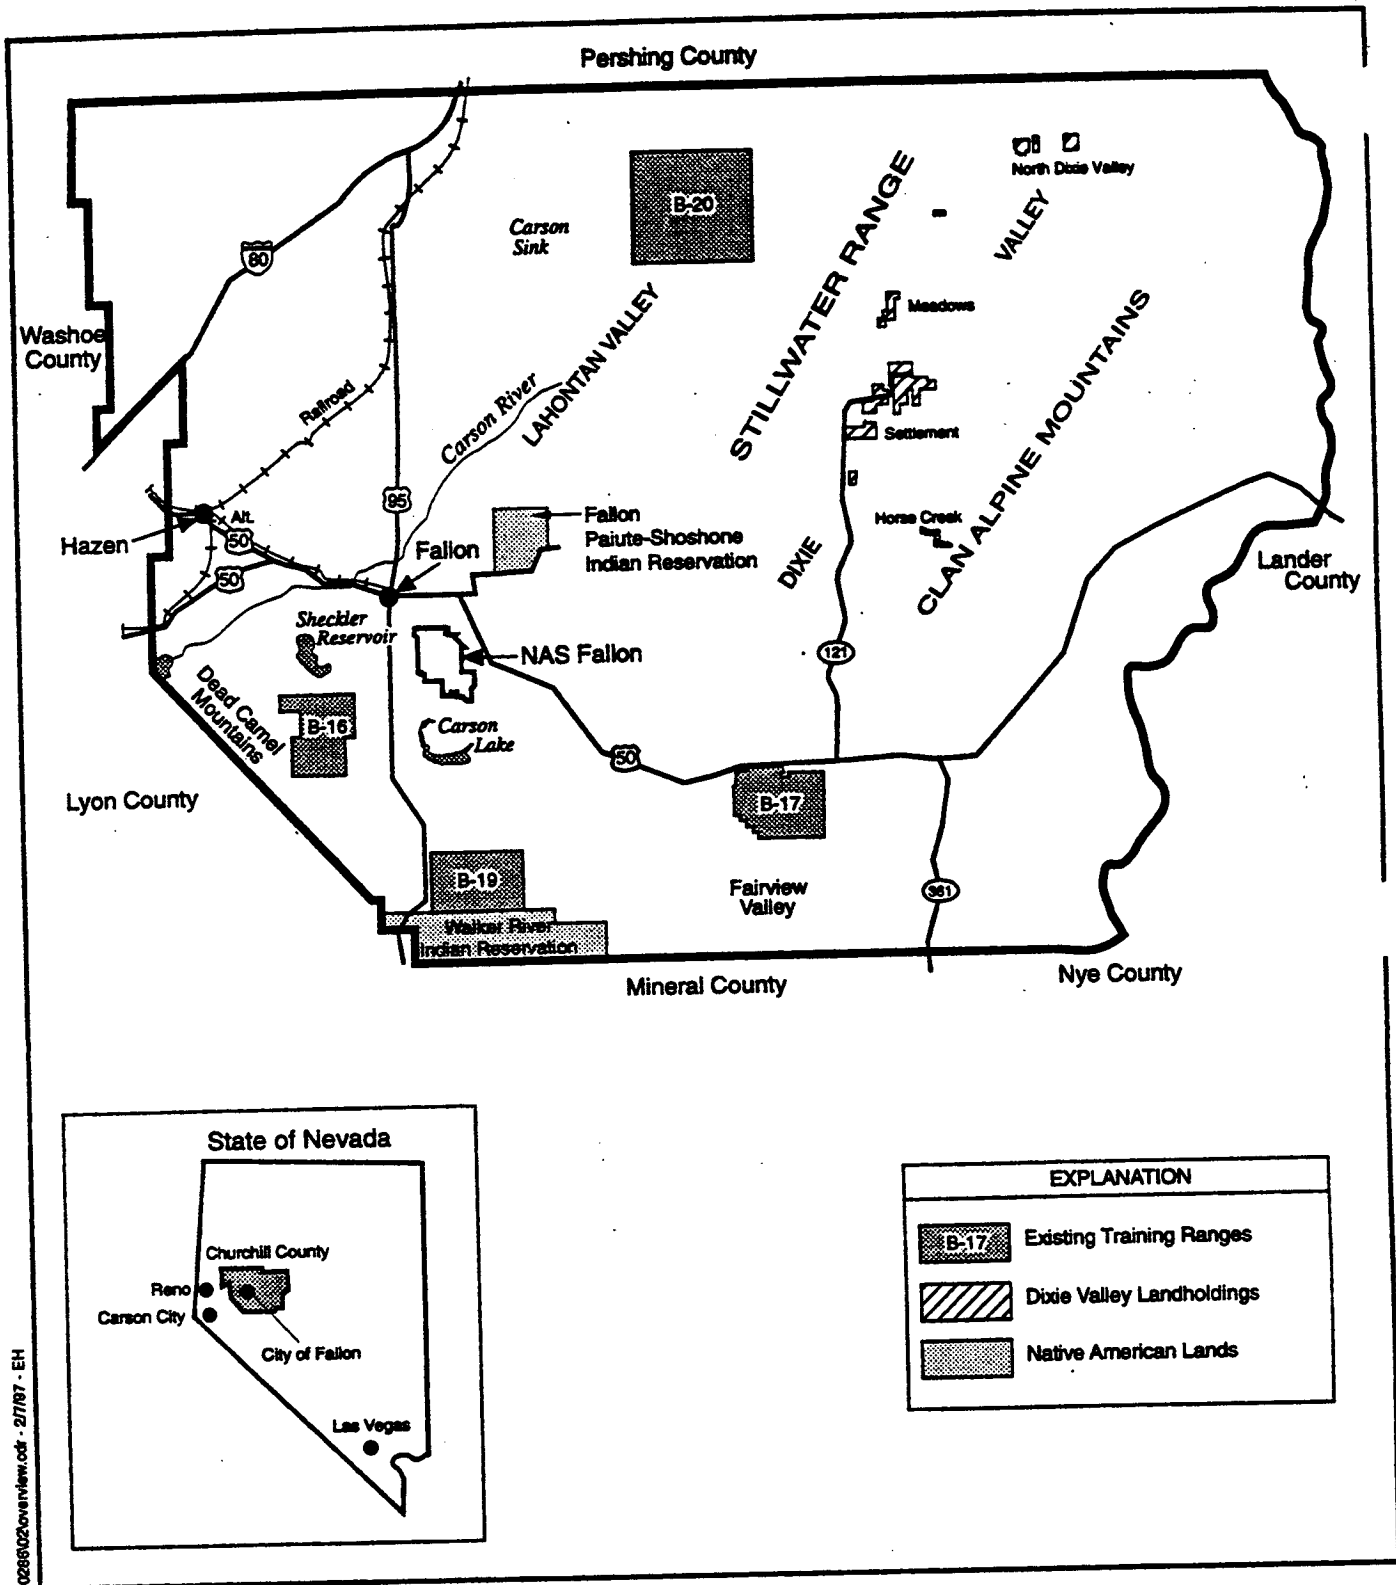 Pershing County
B-20
North Dixie Valley
Carson
Sink
STILLWATER RANGE
VALLEY
80
Meadows
LAHONTAN VALLEY
Washoe
County
Railroad
Carson River
CLAN ALPINE MOUNTAINS
Settlement
95
Hazen
Alt.
50
50
Fallon
Fallon
Paiute-Shoshone
Indian Reservation
Horse Creek
DIXIE
Lander
County
Sheckler
Reservoir
NAS Fallon
121
Dead Camel
Mountains
B-16
Carson
Lake
50
B-17
Lyon County
B-19
Fairview
Valley
361
Walker River
Indian Reservation
Mineral County
Nye County
State of Nevada
Churchill County
Reno
Carson City
City of Fallon
Las Vegas
EXPLANATION
B-17
Existing Training Ranges
Dixie Valley Landholdings
Native American Lands
0286\02\overview.cdr - 2/7/97 - EH